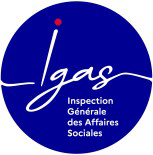 igas
Inspection
Générale
des Affaires
Sociales